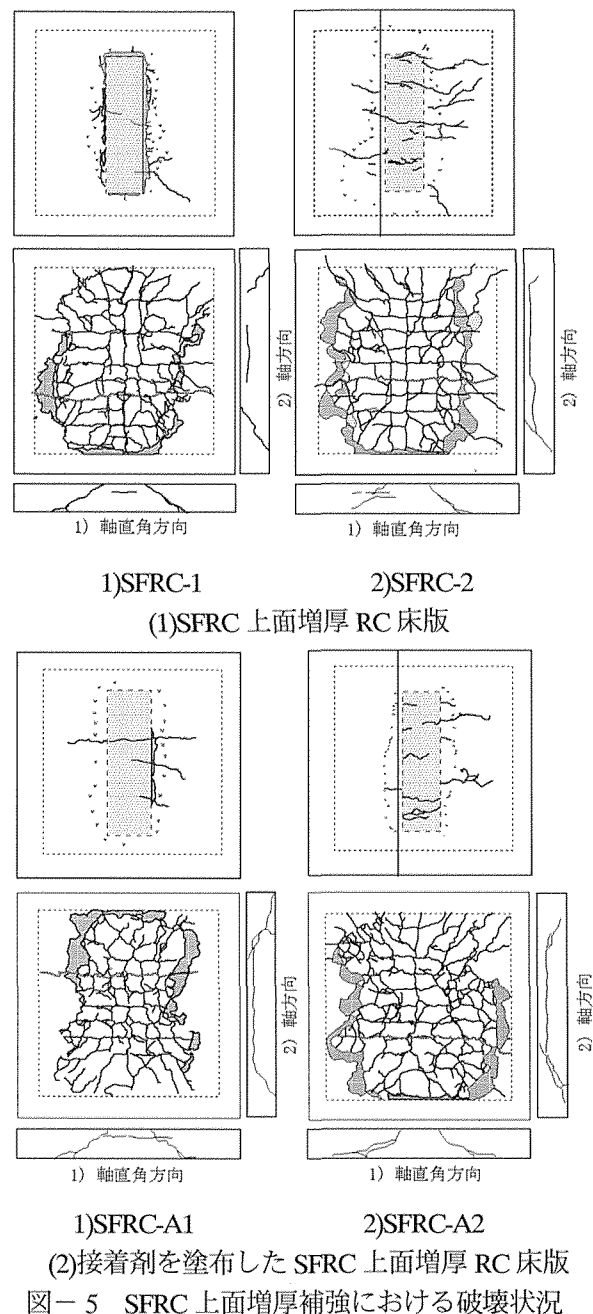 2) 軸方向
2) 軸方向
1) 軸直角方向
1) 軸直角方向
1)SFRC-1
2)SFRC-2
(1)SFRC 上面増厚 RC 床版
2) 軸方向
2) 軸方向
1) 軸直角方向
1) 軸直角方向
1)SFRC-A1
2)SFRC-A2
(2)接着剤を塗布した SFRC 上面増厚 RC 床版
図－5 SFRC 上面増厚補強における破壊状況